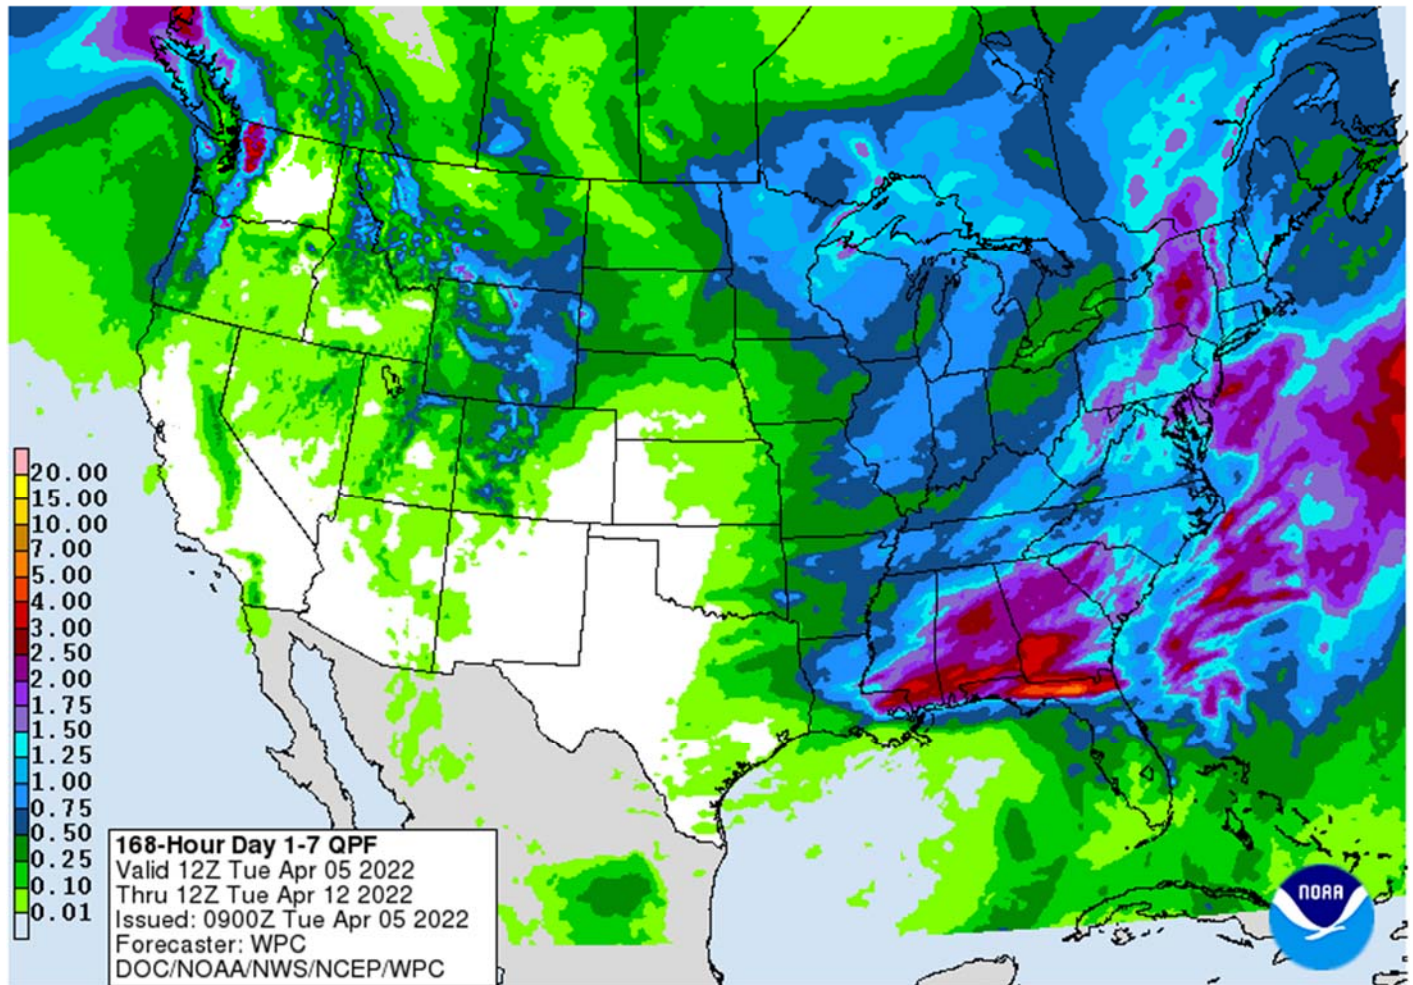 20.00
15.00
10.00
7.00
5.00
4.00
3.00
2.50
2.00
1.75
1.50
1.25
1.00
0.75
0.50
0.25
0.10
0.01
168-Hour Day 1-7 QPF
Valid 12Z Tue Apr 05 2022
Thru 12Z Tue Apr 12 2022
Issued: 0900Z Tue Apr 05 2022
Forecaster: WPC
DOC/NOAA/NWS/NCEP/WPC
NOAA